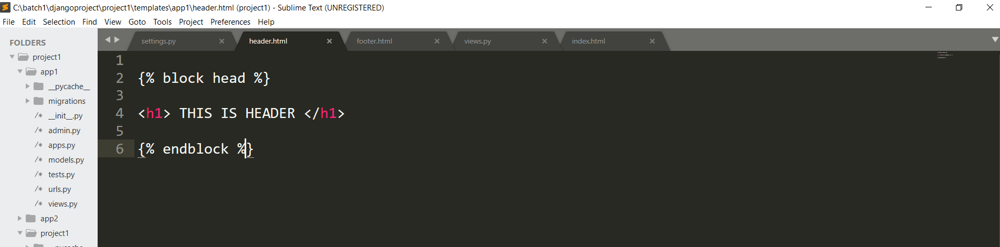 C:\batch1\djangoproject\project1\templates\app1\header.html (project1) - Sublime Text (UNREGISTERED)
File Edit Selection Find View Goto Tools Project Preferences Help
FOLDERS
project1
app1
__pycache__
migrations
/* __init__.py
/* admin.py
/* apps.py
/* models.py
/* tests.py
/* urls.py
/* views.py
app2
project1
settings.py × header.html × footer.html × views.py × index.html ×
1
2 {% block head %}
3
4 <h1> THIS IS HEADER </h1>
5
6 {% endblock %}